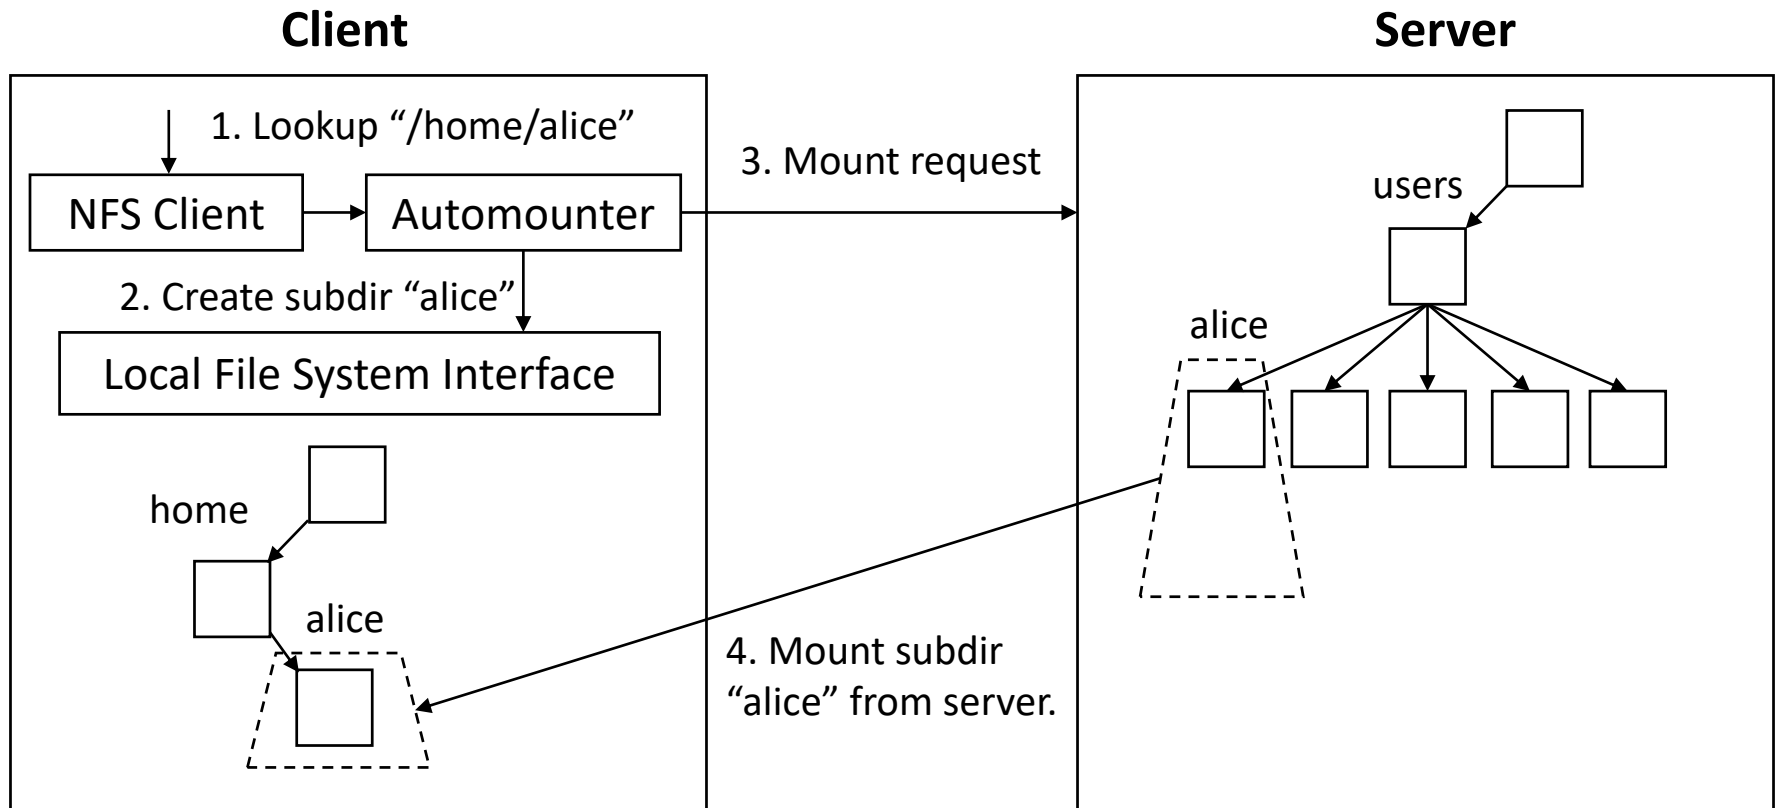 Client
Server
1. Lookup “/home/alice”
3. Mount request
NFS Client
Automounter
users
2. Create subdir “alice”
alice
Local File System Interface
home
alice
4. Mount subdir
“alice” from server.